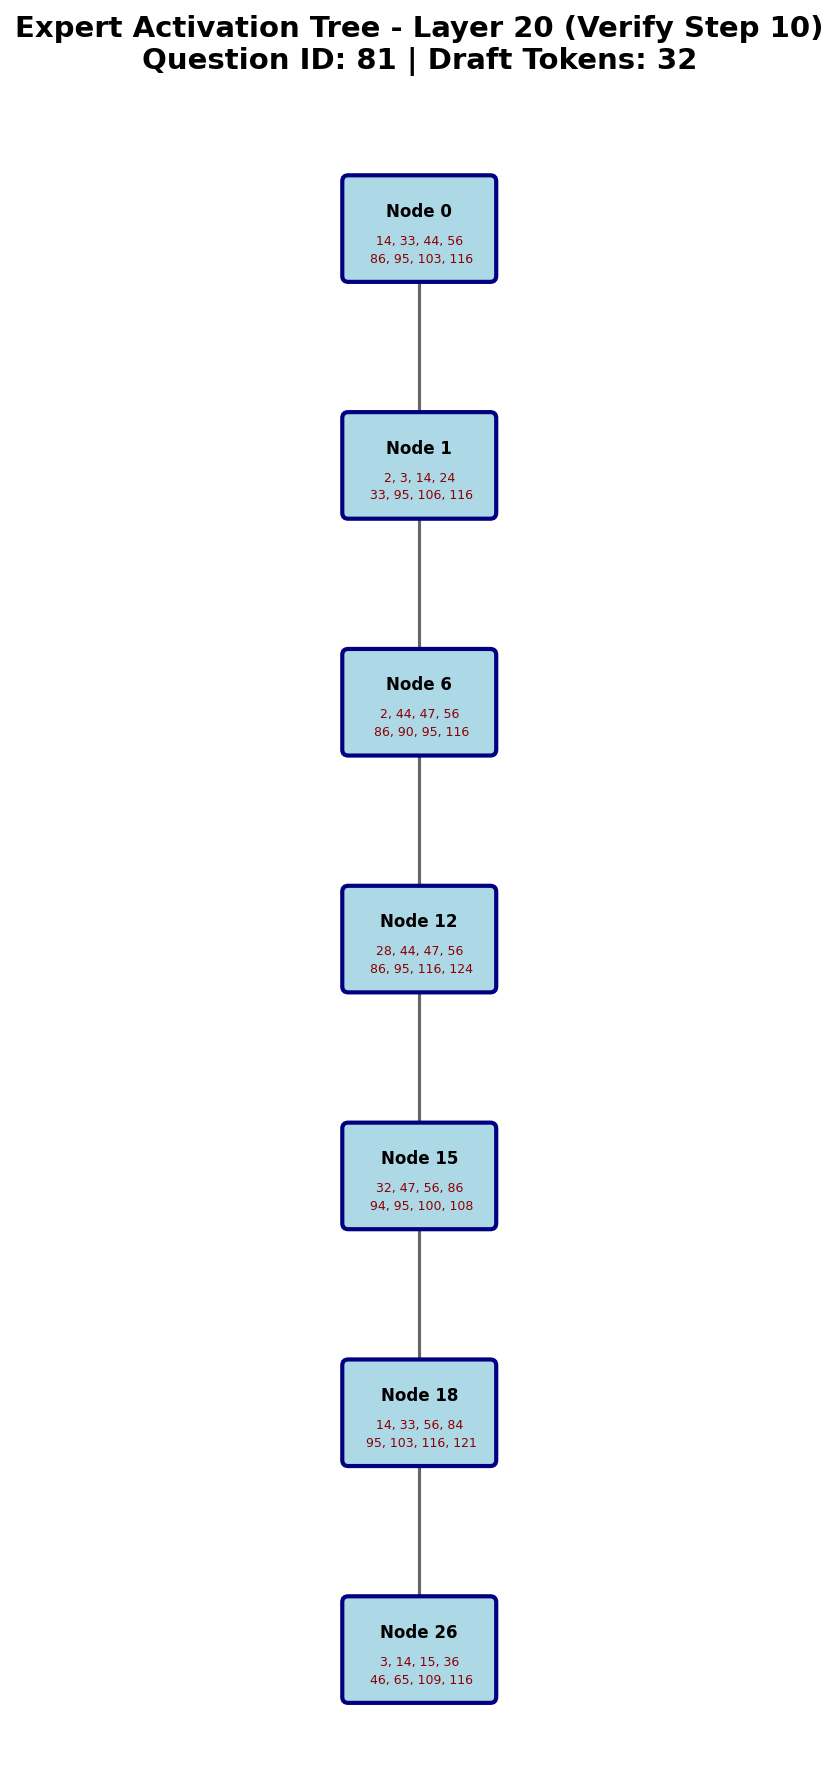 Expert Activation Tree - Layer 20 (Verify Step 10)
Question ID: 81 | Draft Tokens: 32
Node 0
14, 33, 44, 56
86, 95, 103, 116
Node 1
2, 3, 14, 24
33, 95, 106, 116
Node 6
2, 44, 47, 56
86, 90, 95, 116
Node 12
28, 44, 47, 56
86, 95, 116, 124
Node 15
32, 47, 56, 86
94, 95, 100, 108
Node 18
14, 33, 56, 84
95, 103, 116, 121
Node 26
3, 14, 15, 36
46, 65, 109, 116